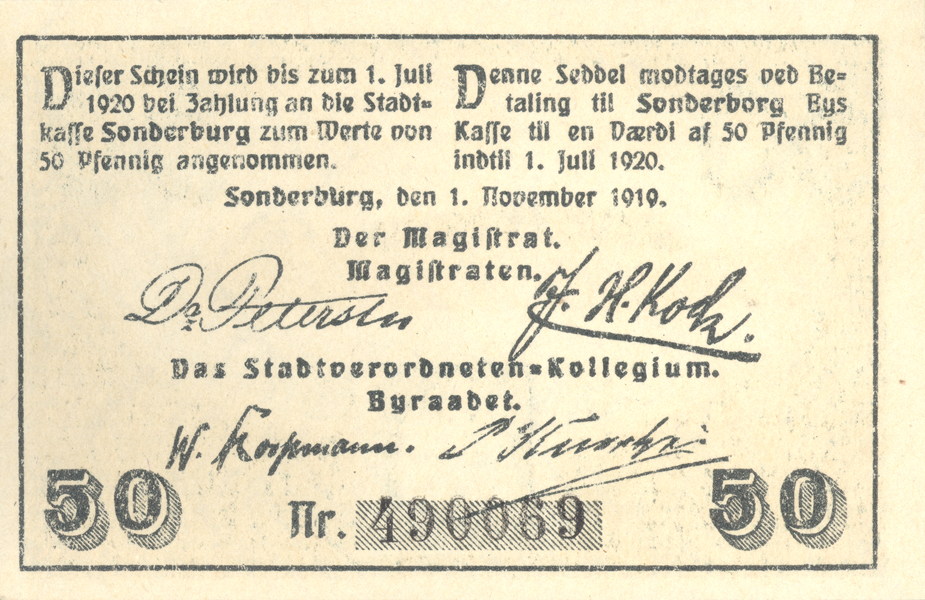 Dieser Schein wird bis zum 1. Juli
1920 bei Zahlung an die Stadt=
kasse Sonderburg zum Werte von
50 Pfennig angenommen.
Denne Seddel modtages ved Be=
taling til Sonderborg Bys
Kasse til en Værdi af 50 Pfennig
indtil 1. Juli 1920.
Sonderburg, den 1. November 1919.
Der Magistrat.
Magistraten.
Dr Petersen J. H. Kock.
Das Stadtverordneten=Kollegium.
Byraadet.
W. Koopmann.
50 Nr. 490069 50